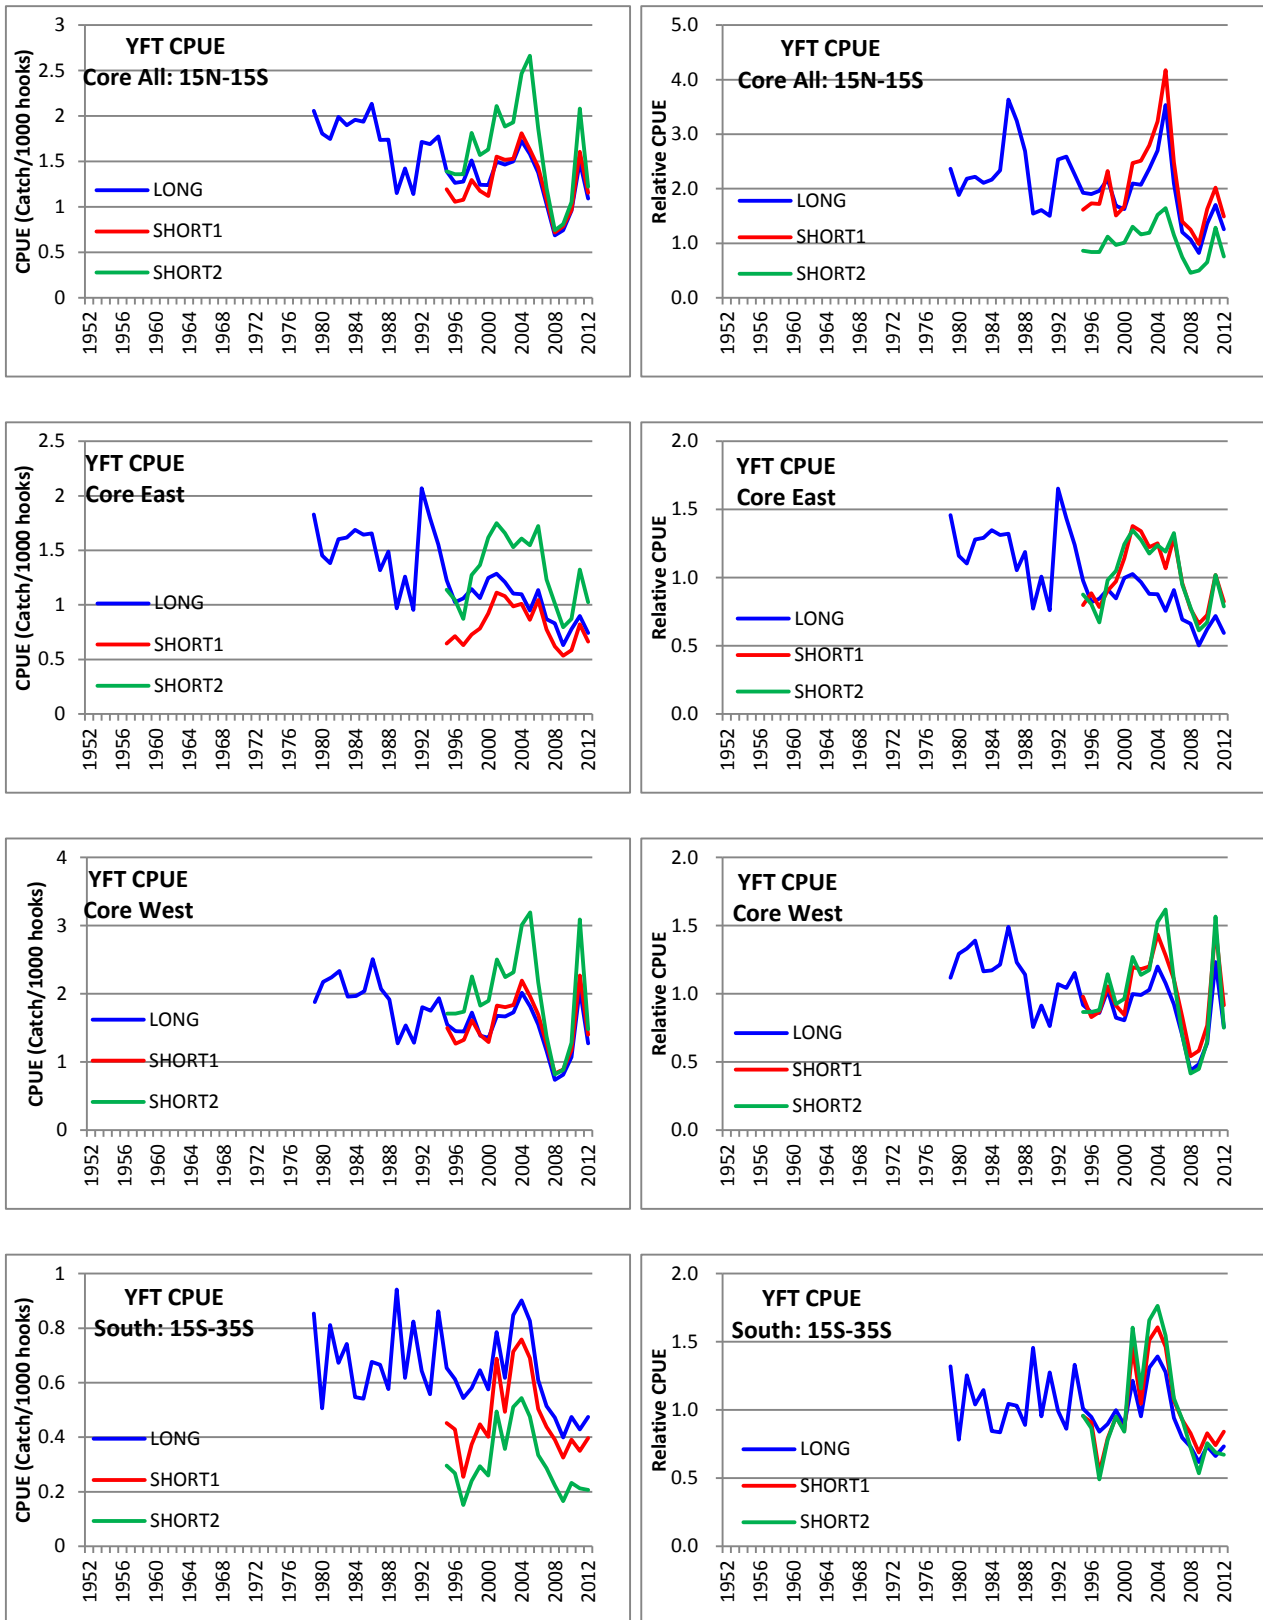 YFT CPUE
Core All: 15N-15S
CPUE (Catch/1000 hooks)
3
2.5
2
1.5
1
0.5
0
LONG
SHORT1
SHORT2
1952 1956 1960 1964 1968 1972 1976 1980 1984 1988 1992 1996 2000 2004 2008 2012
YFT CPUE
Core All: 15N-15S
Relative CPUE
5.0
4.0
3.0
2.0
1.0
0.0
LONG
SHORT1
SHORT2
1952 1956 1960 1964 1968 1972 1976 1980 1984 1988 1992 1996 2000 2004 2008 2012
YFT CPUE
Core East
CPUE (Catch/1000 hooks)
2.5
2
1.5
1
0.5
0
LONG
SHORT1
SHORT2
1952 1956 1960 1964 1968 1972 1976 1980 1984 1988 1992 1996 2000 2004 2008 2012
YFT CPUE
Core East
Relative CPUE
2.0
1.5
1.0
0.5
0.0
LONG
SHORT1
SHORT2
1952 1956 1960 1964 1968 1972 1976 1980 1984 1988 1992 1996 2000 2004 2008 2012
YFT CPUE
Core West
CPUE (Catch/1000 hooks)
4
3
2
1
0
LONG
SHORT1
SHORT2
1952 1956 1960 1964 1968 1972 1976 1980 1984 1988 1992 1996 2000 2004 2008 2012
YFT CPUE
Core West
Relative CPUE
2.0
1.5
1.0
0.5
0.0
LONG
SHORT1
SHORT2
1952 1956 1960 1964 1968 1972 1976 1980 1984 1988 1992 1996 2000 2004 2008 2012
YFT CPUE
South: 15S-35S
CPUE (Catch/1000 hooks)
1
0.8
0.6
0.4
0.2
0
LONG
SHORT1
SHORT2
1952 1956 1960 1964 1968 1972 1976 1980 1984 1988 1992 1996 2000 2004 2008 2012
YFT CPUE
South: 15S-35S
Relative CPUE
2.0
1.5
1.0
0.5
0.0
LONG
SHORT1
SHORT2
1952 1956 1960 1964 1968 1972 1976 1980 1984 1988 1992 1996 2000 2004 2008 2012